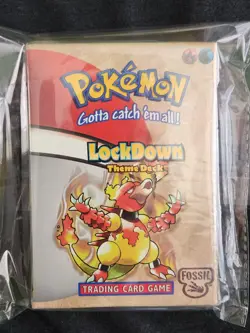 POKéMON
Gotta catch 'em all!
LockDown
Theme Deck
TRADING CARD GAME
FOSSIL